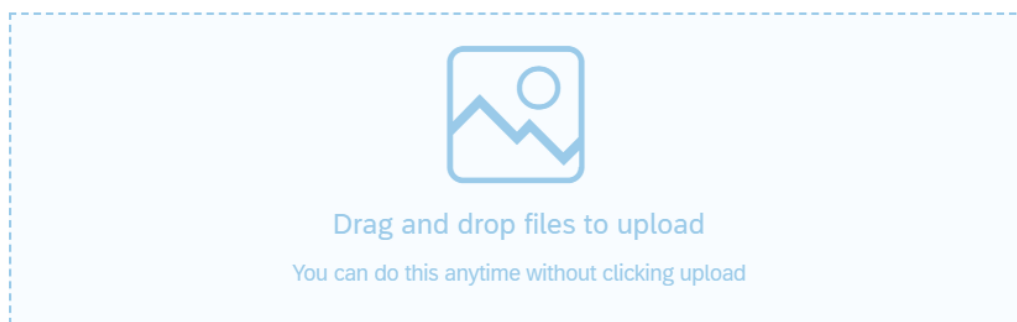 Drag and drop files to upload
You can do this anytime without clicking upload